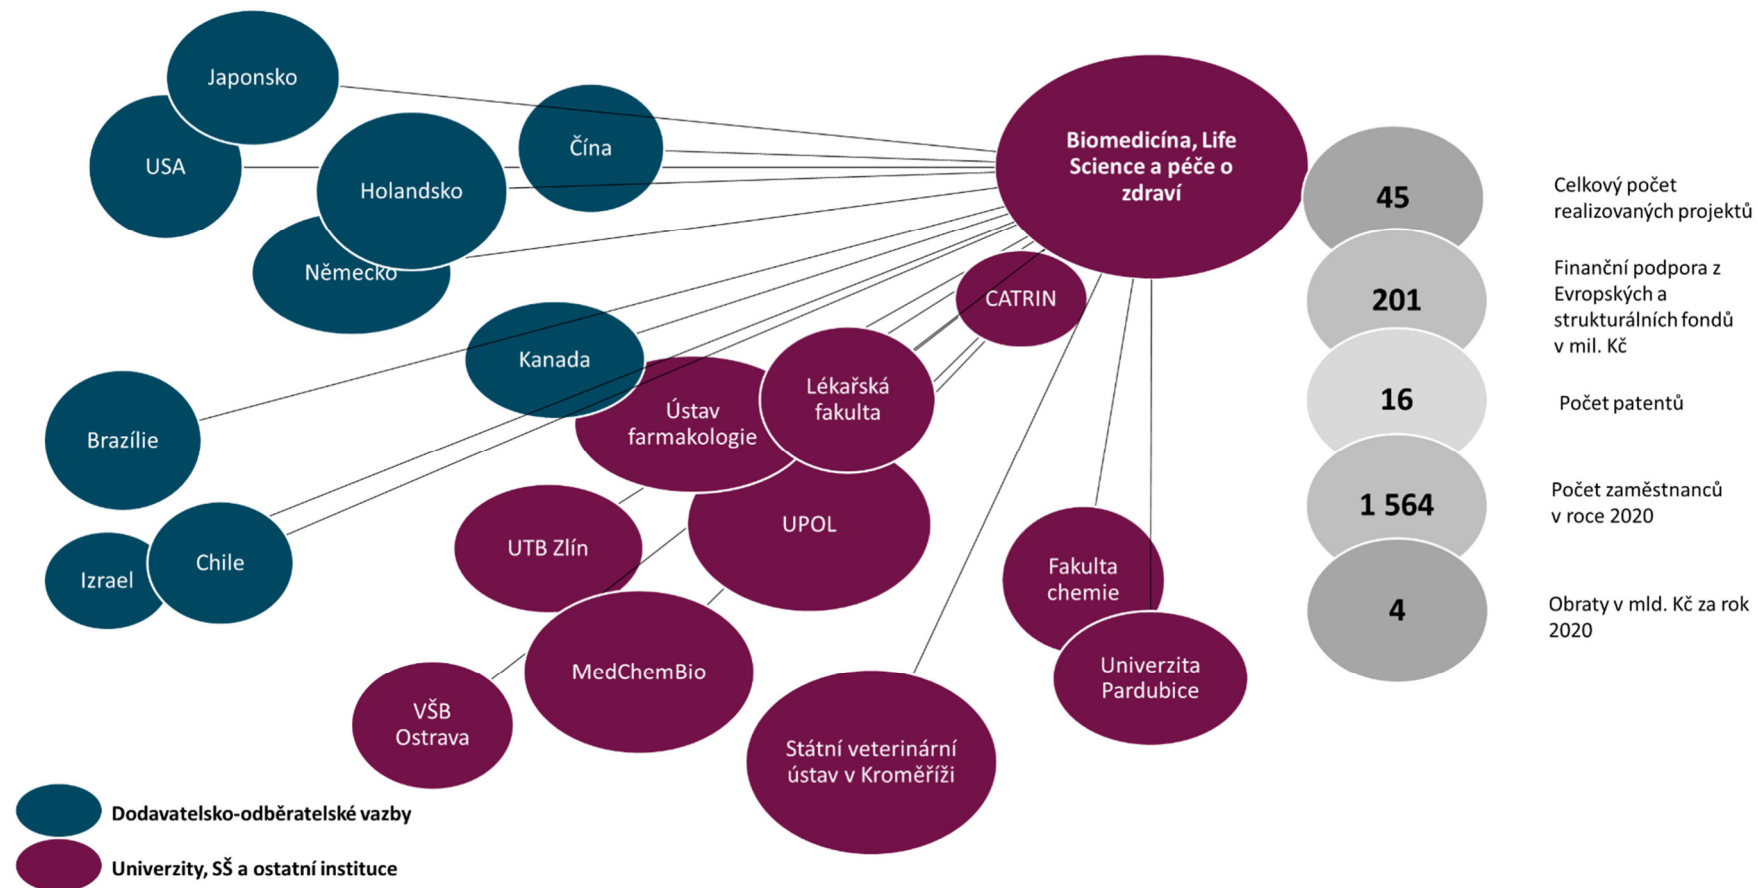 Japonsko
USA
Holandsko
Čína
Německo
Kanada
Brazílie
Izrael
Chile
Biomedicína, Life
Science a péče o
zdraví
CATRIN
Lékařská
fakulta
Ústav
farmakologie
UPOL
UTB Zlín
MedChemBio
VŠB
Ostrava
Státní veterinární
ústav v Kroměříži
Fakulta
chemie
Univerzita
Pardubice
45
Celkový počet
realizovaných projektů
201
Finanční podpora z
Evropských a
strukturálních fondů
v mil. Kč
16
Počet patentů
1 564
Počet zaměstnanců
v roce 2020
4
Obraty v mld. Kč za rok
2020
Dodavatelsko-odběratelské vazby
Univerzity, SŠ a ostatní instituce